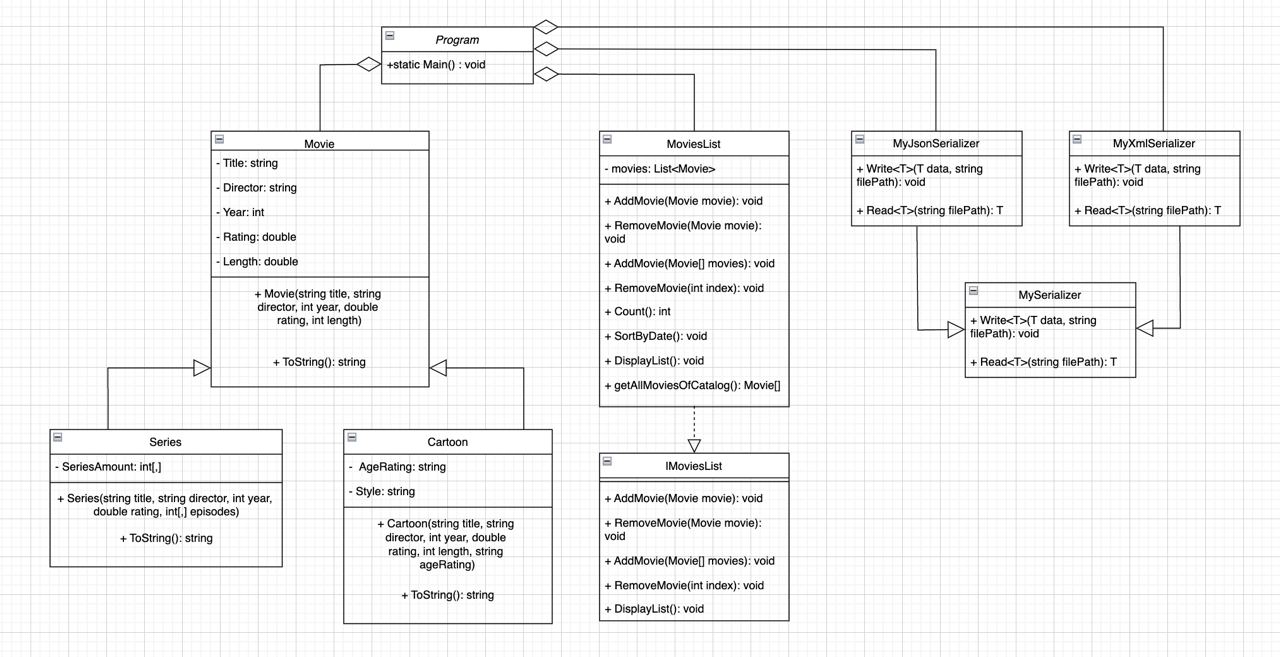 Program
+static Main() : void
Movie
- Title: string
- Director: string
- Year: int
- Rating: double
- Length: double
+ Movie(string title, string
director, int year, double
rating, int length)
+ ToString(): string
MoviesList
- movies: List<Movie>
+ AddMovie(Movie movie): void
+ RemoveMovie(Movie movie):
void
+ AddMovie(Movie[] movies): void
+ RemoveMovie(int index): void
+ Count(): int
+ SortByDate(): void
+ DisplayList(): void
+ getAllMoviesOfCatalog(): Movie[]
MyJsonSerializer
+ Write<T>(T data, string
filePath): void
+ Read<T>(string filePath): T
MyXmlSerializer
+ Write<T>(T data, string
filePath): void
+ Read<T>(string filePath): T
MySerializer
+ Write<T>(T data, string
filePath): void
+ Read<T>(string filePath): T
Series
- SeriesAmount: int[,]
+ Series(string title, string director, int year,
double rating, int[,] episodes)
+ ToString(): string
Cartoon
- AgeRating: string
- Style: string
+ Cartoon(string title, string
director, int year, double
rating, int length, string
ageRating)
+ ToString(): string
IMoviesList
+ AddMovie(Movie movie): void
+ RemoveMovie(Movie movie):
void
+ AddMovie(Movie[] movies): void
+ RemoveMovie(int index): void
+ DisplayList(): void